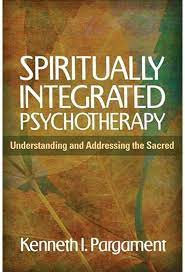 SPIRITUALLY
INTEGRATED
PSYCHOTHERAPY
Understanding and Addressing the Sacred
Kenneth I. Pargament